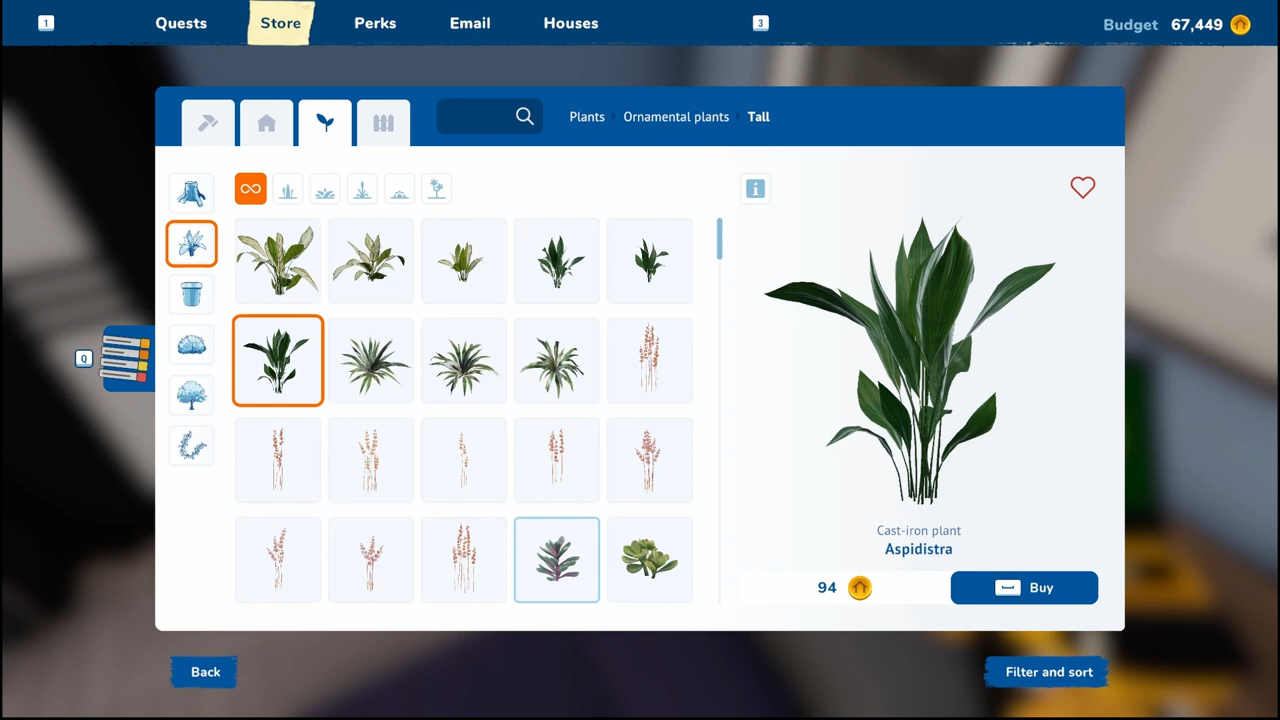 1 Quests Store Perks Email Houses 3 Budget 67,449
Plants Ornamental plants Tall
i
Q
Cast-iron plant
Aspidistra
94 Buy
Back Filter and sort